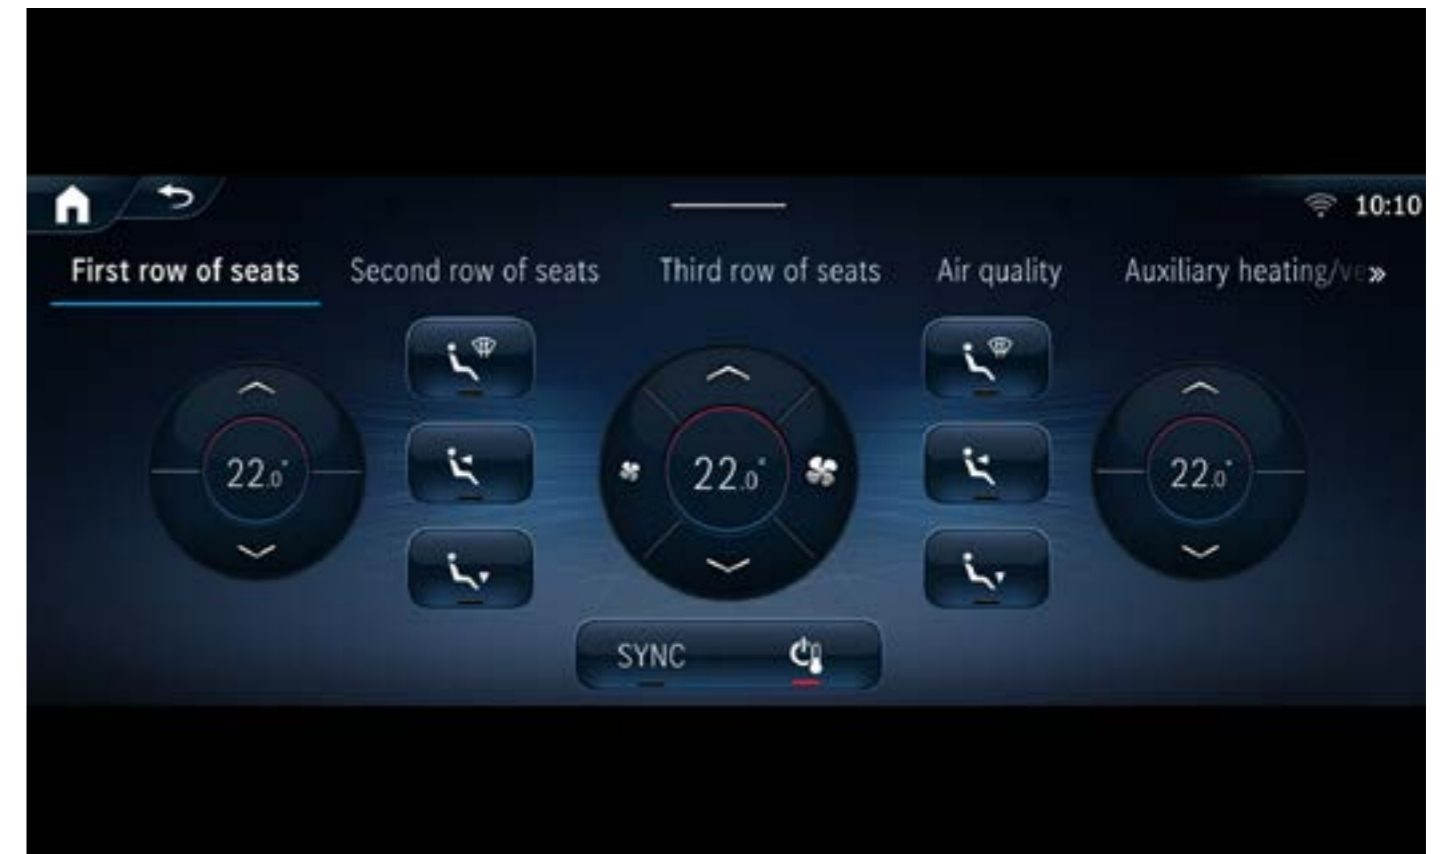 10:10
First row of seats Second row of seats Third row of seats Air quality Auxiliary heating/ve »
22.0° 22.0° 22.0°
SYNC